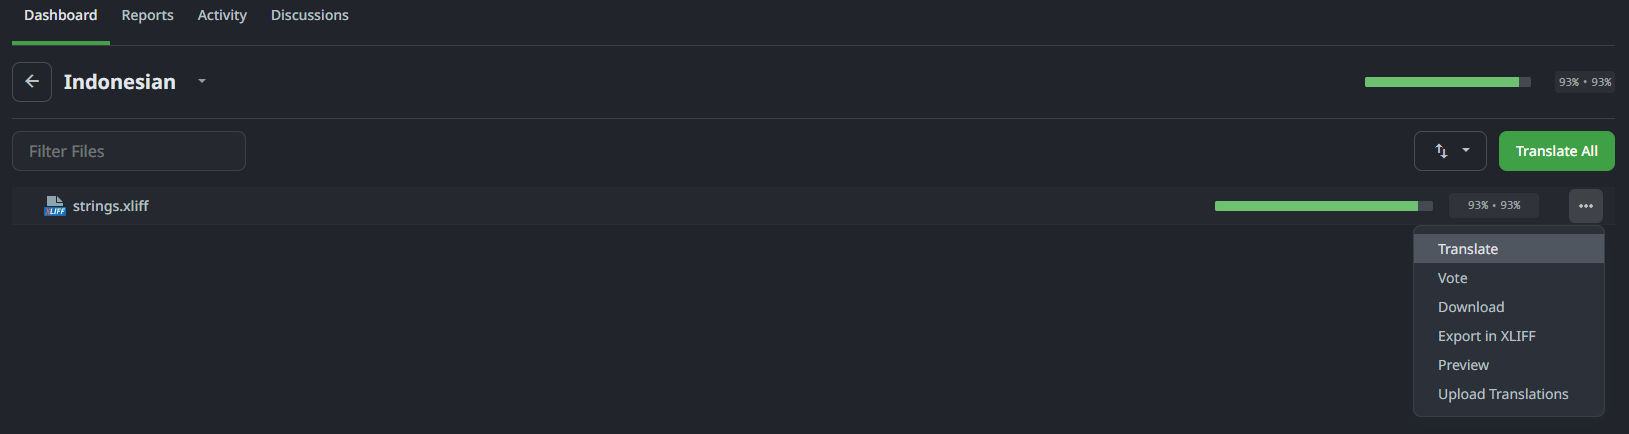 Dashboard Reports Activity Discussions
Indonesian 93% • 93%
Filter Files Translate All
XLIFF strings.xliff 93% • 93%
Translate
Vote
Download
Export in XLIFF
Preview
Upload Translations